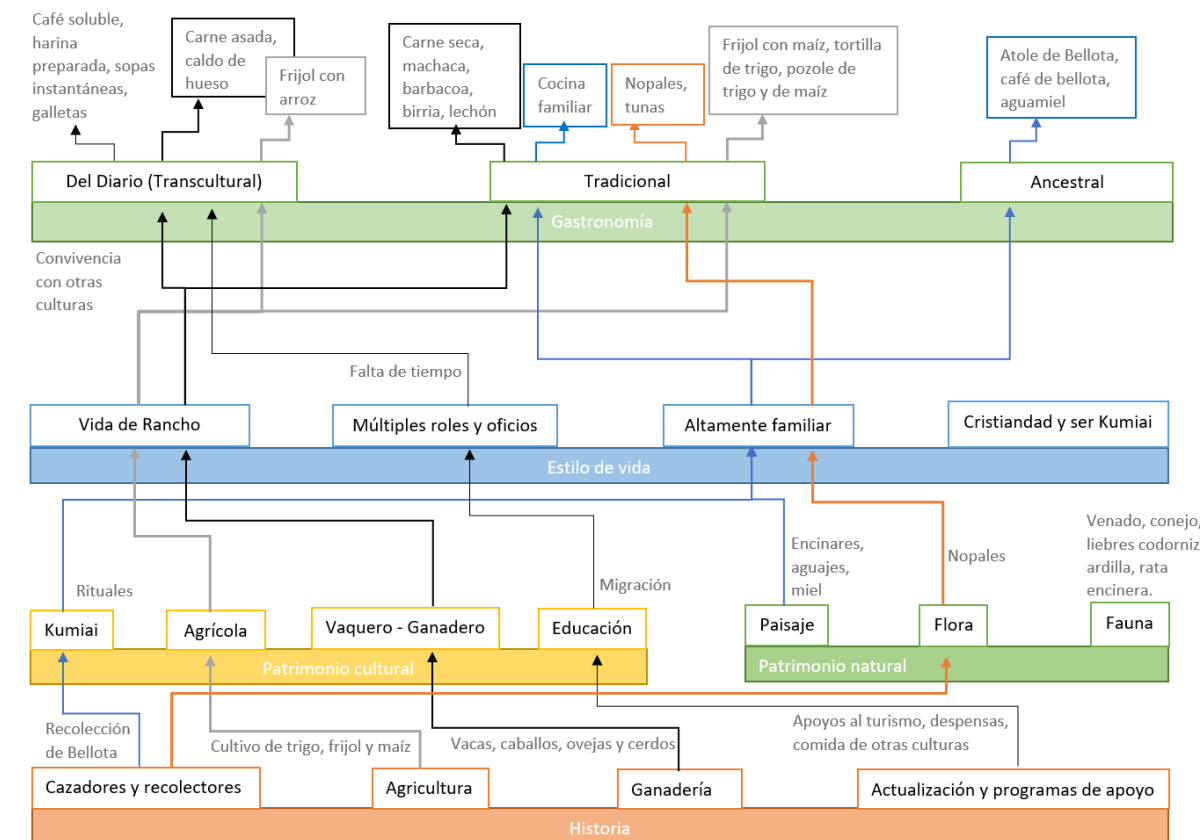 Café soluble,
harina
preparada, sopas
instantáneas,
galletas
Carne asada,
caldo de
hueso
Frijol con
arroz
Carne seca,
machaca,
barbacoa,
birria, lechón
Cocina
familiar
Nopales,
tunas
Frijol con maíz, tortilla
de trigo, pozole de
trigo y de maíz
Atole de Bellota,
café de bellota,
aguamiel
Del Diario (Transcultural)
Tradicional
Ancestral
Gastronomía
Convivencia
con otras
culturas
Falta de tiempo
Vida de Rancho
Múltiples roles y oficios
Altamente familiar
Cristiandad y ser Kumiai
Estilo de vida
Rituales
Migración
Encinares,
aguajes,
miel
Nopales
Venado, conejo,
liebres codorniz
ardilla, rata
encinera.
Kumiai
Agrícola
Vaquero - Ganadero
Educación
Paisaje
Flora
Fauna
Patrimonio cultural
Patrimonio natural
Recolección
de Bellota
Cultivo de trigo, frijol y maíz
Vacas, caballos, ovejas y cerdos
Apoyos al turismo, despensas,
comida de otras culturas
Cazadores y recolectores
Agricultura
Ganadería
Actualización y programas de apoyo
Historia